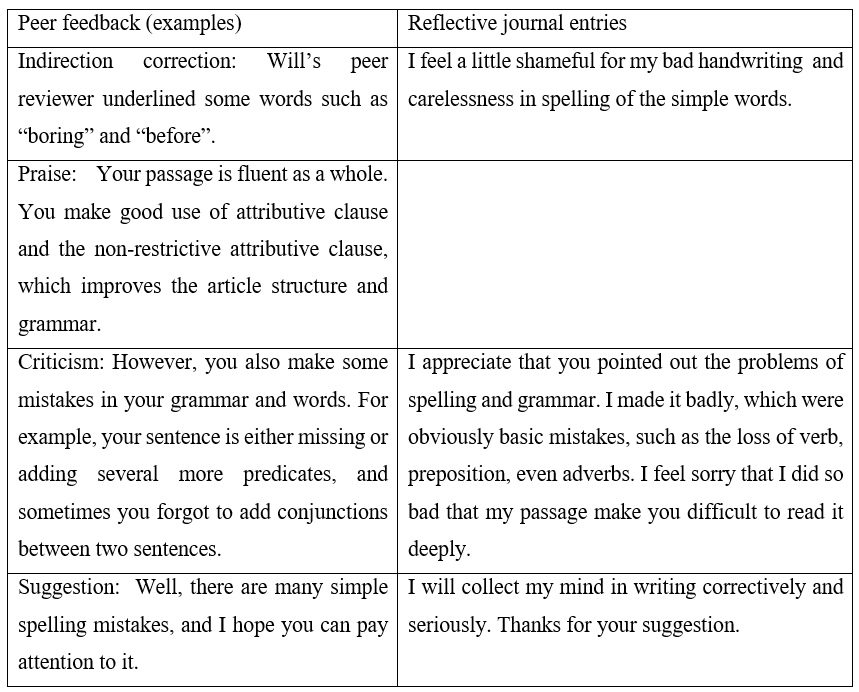 Peer feedback (examples)
Reflective journal entries
Indirection correction: Will’s peer
reviewer underlined some words such as
“boring” and “before”.
I feel a little shameful for my bad handwriting and
carelessness in spelling of the simple words.
Praise: Your passage is fluent as a whole.
You make good use of attributive clause
and the non-restrictive attributive clause,
which improves the article structure and
grammar.
Criticism: However, you also make some
mistakes in your grammar and words. For
example, your sentence is either missing or
adding several more predicates, and
sometimes you forgot to add conjunctions
between two sentences.
I appreciate that you pointed out the problems of
spelling and grammar. I made it badly, which were
obviously basic mistakes, such as the loss of verb,
preposition, even adverbs. I feel sorry that I did so
bad that my passage make you difficult to read it
deeply.
Suggestion: Well, there are many simple
spelling mistakes, and I hope you can pay
attention to it.
I will collect my mind in writing correctively and
seriously. Thanks for your suggestion.